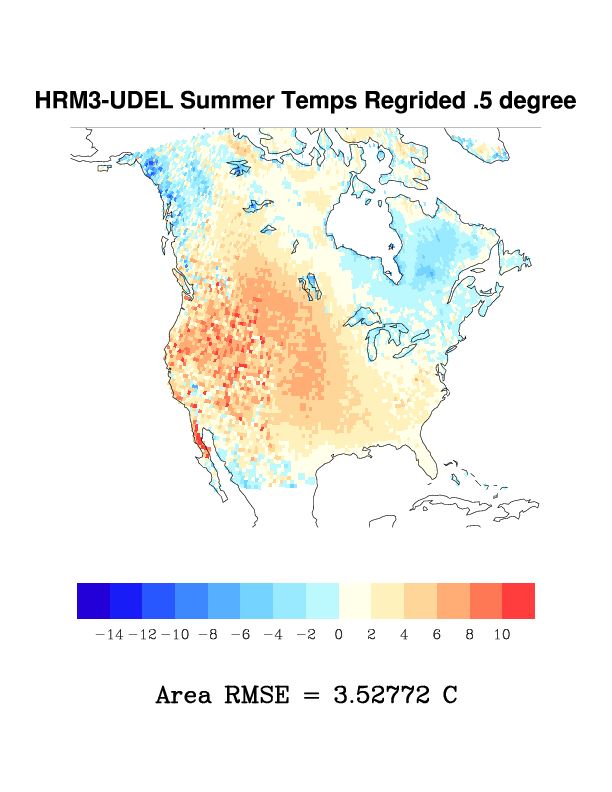 HRM3-UDEL Summer Temps Regrided .5 degree
−14 −12 −10 −8 −6 −4 −2 0 2 4 6 8 10
Area RMSE = 3.52772 C